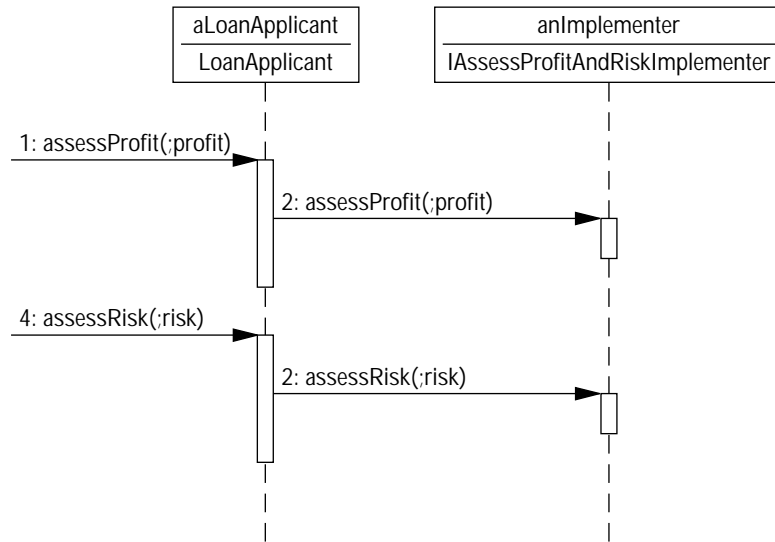 aLoanApplicant
LoanApplicant
anImplementer
IAssessProfitAndRiskImplementer
1: assessProfit(;profit)
2: assessProfit(;profit)
4: assessRisk(;risk)
2: assessRisk(;risk)